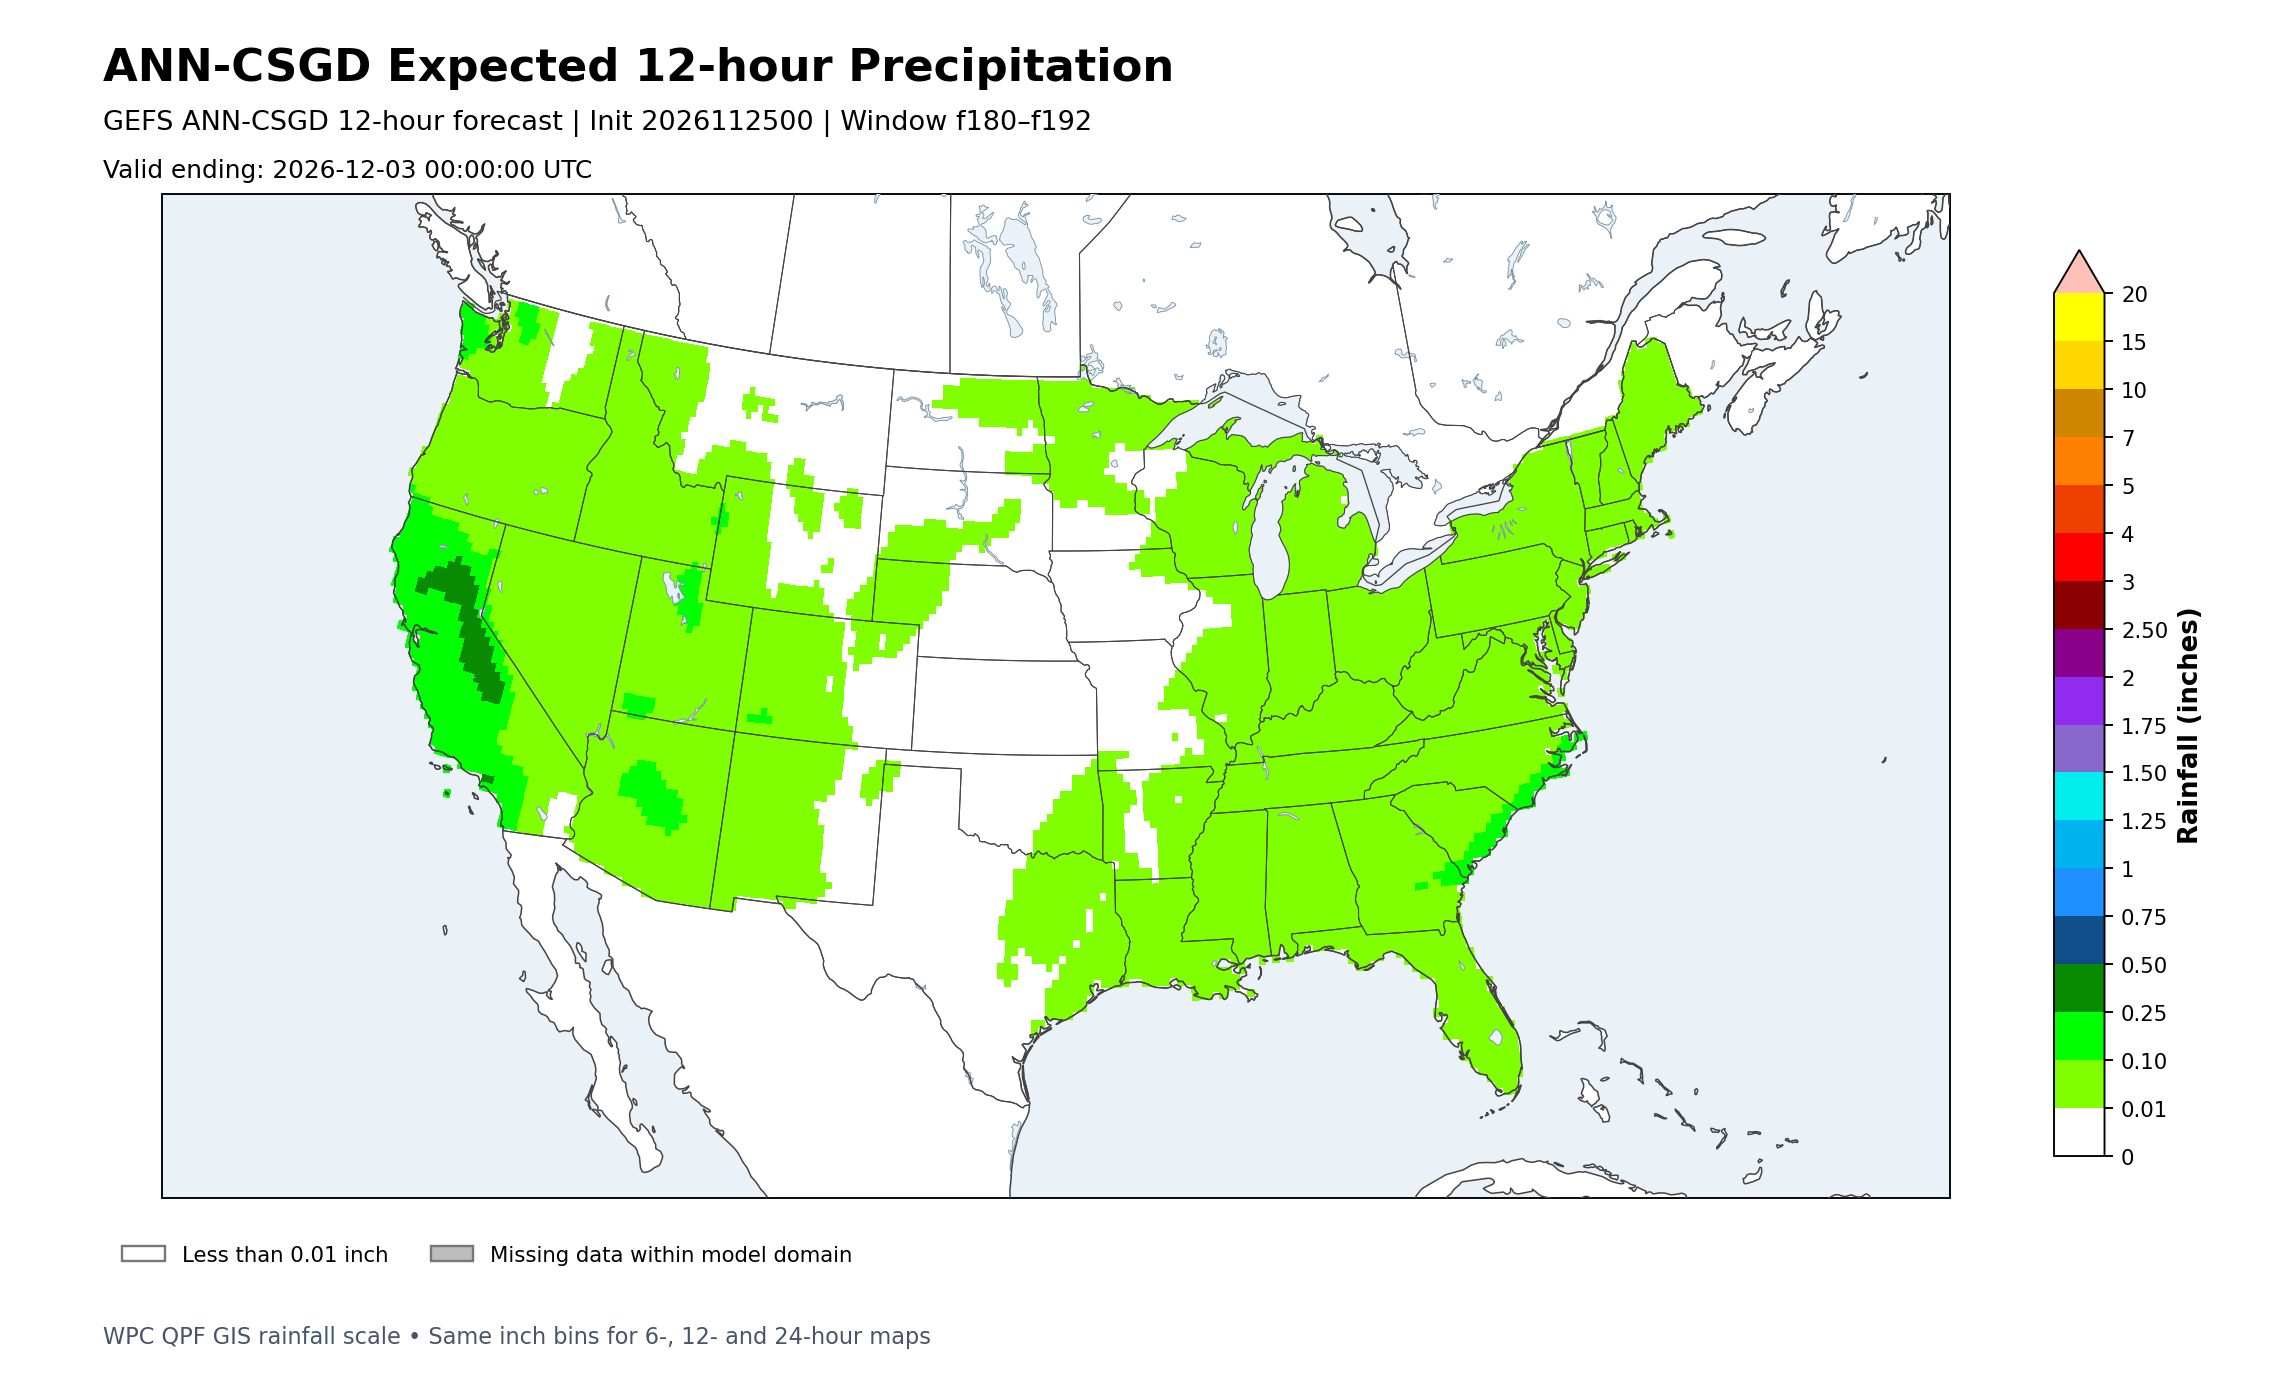 ANN-CSGD Expected 12-hour Precipitation
GEFS ANN-CSGD 12-hour forecast | Init 2026112500 | Window f180–f192
Valid ending: 2026-12-03 00:00:00 UTC
20
15
10
7
5
4
3
2.50
2
1.75
1.50
1.25
1
0.75
0.50
0.25
0.10
0.01
0
Rainfall (inches)
Less than 0.01 inch
Missing data within model domain
WPC QPF GIS rainfall scale • Same inch bins for 6-, 12- and 24-hour maps